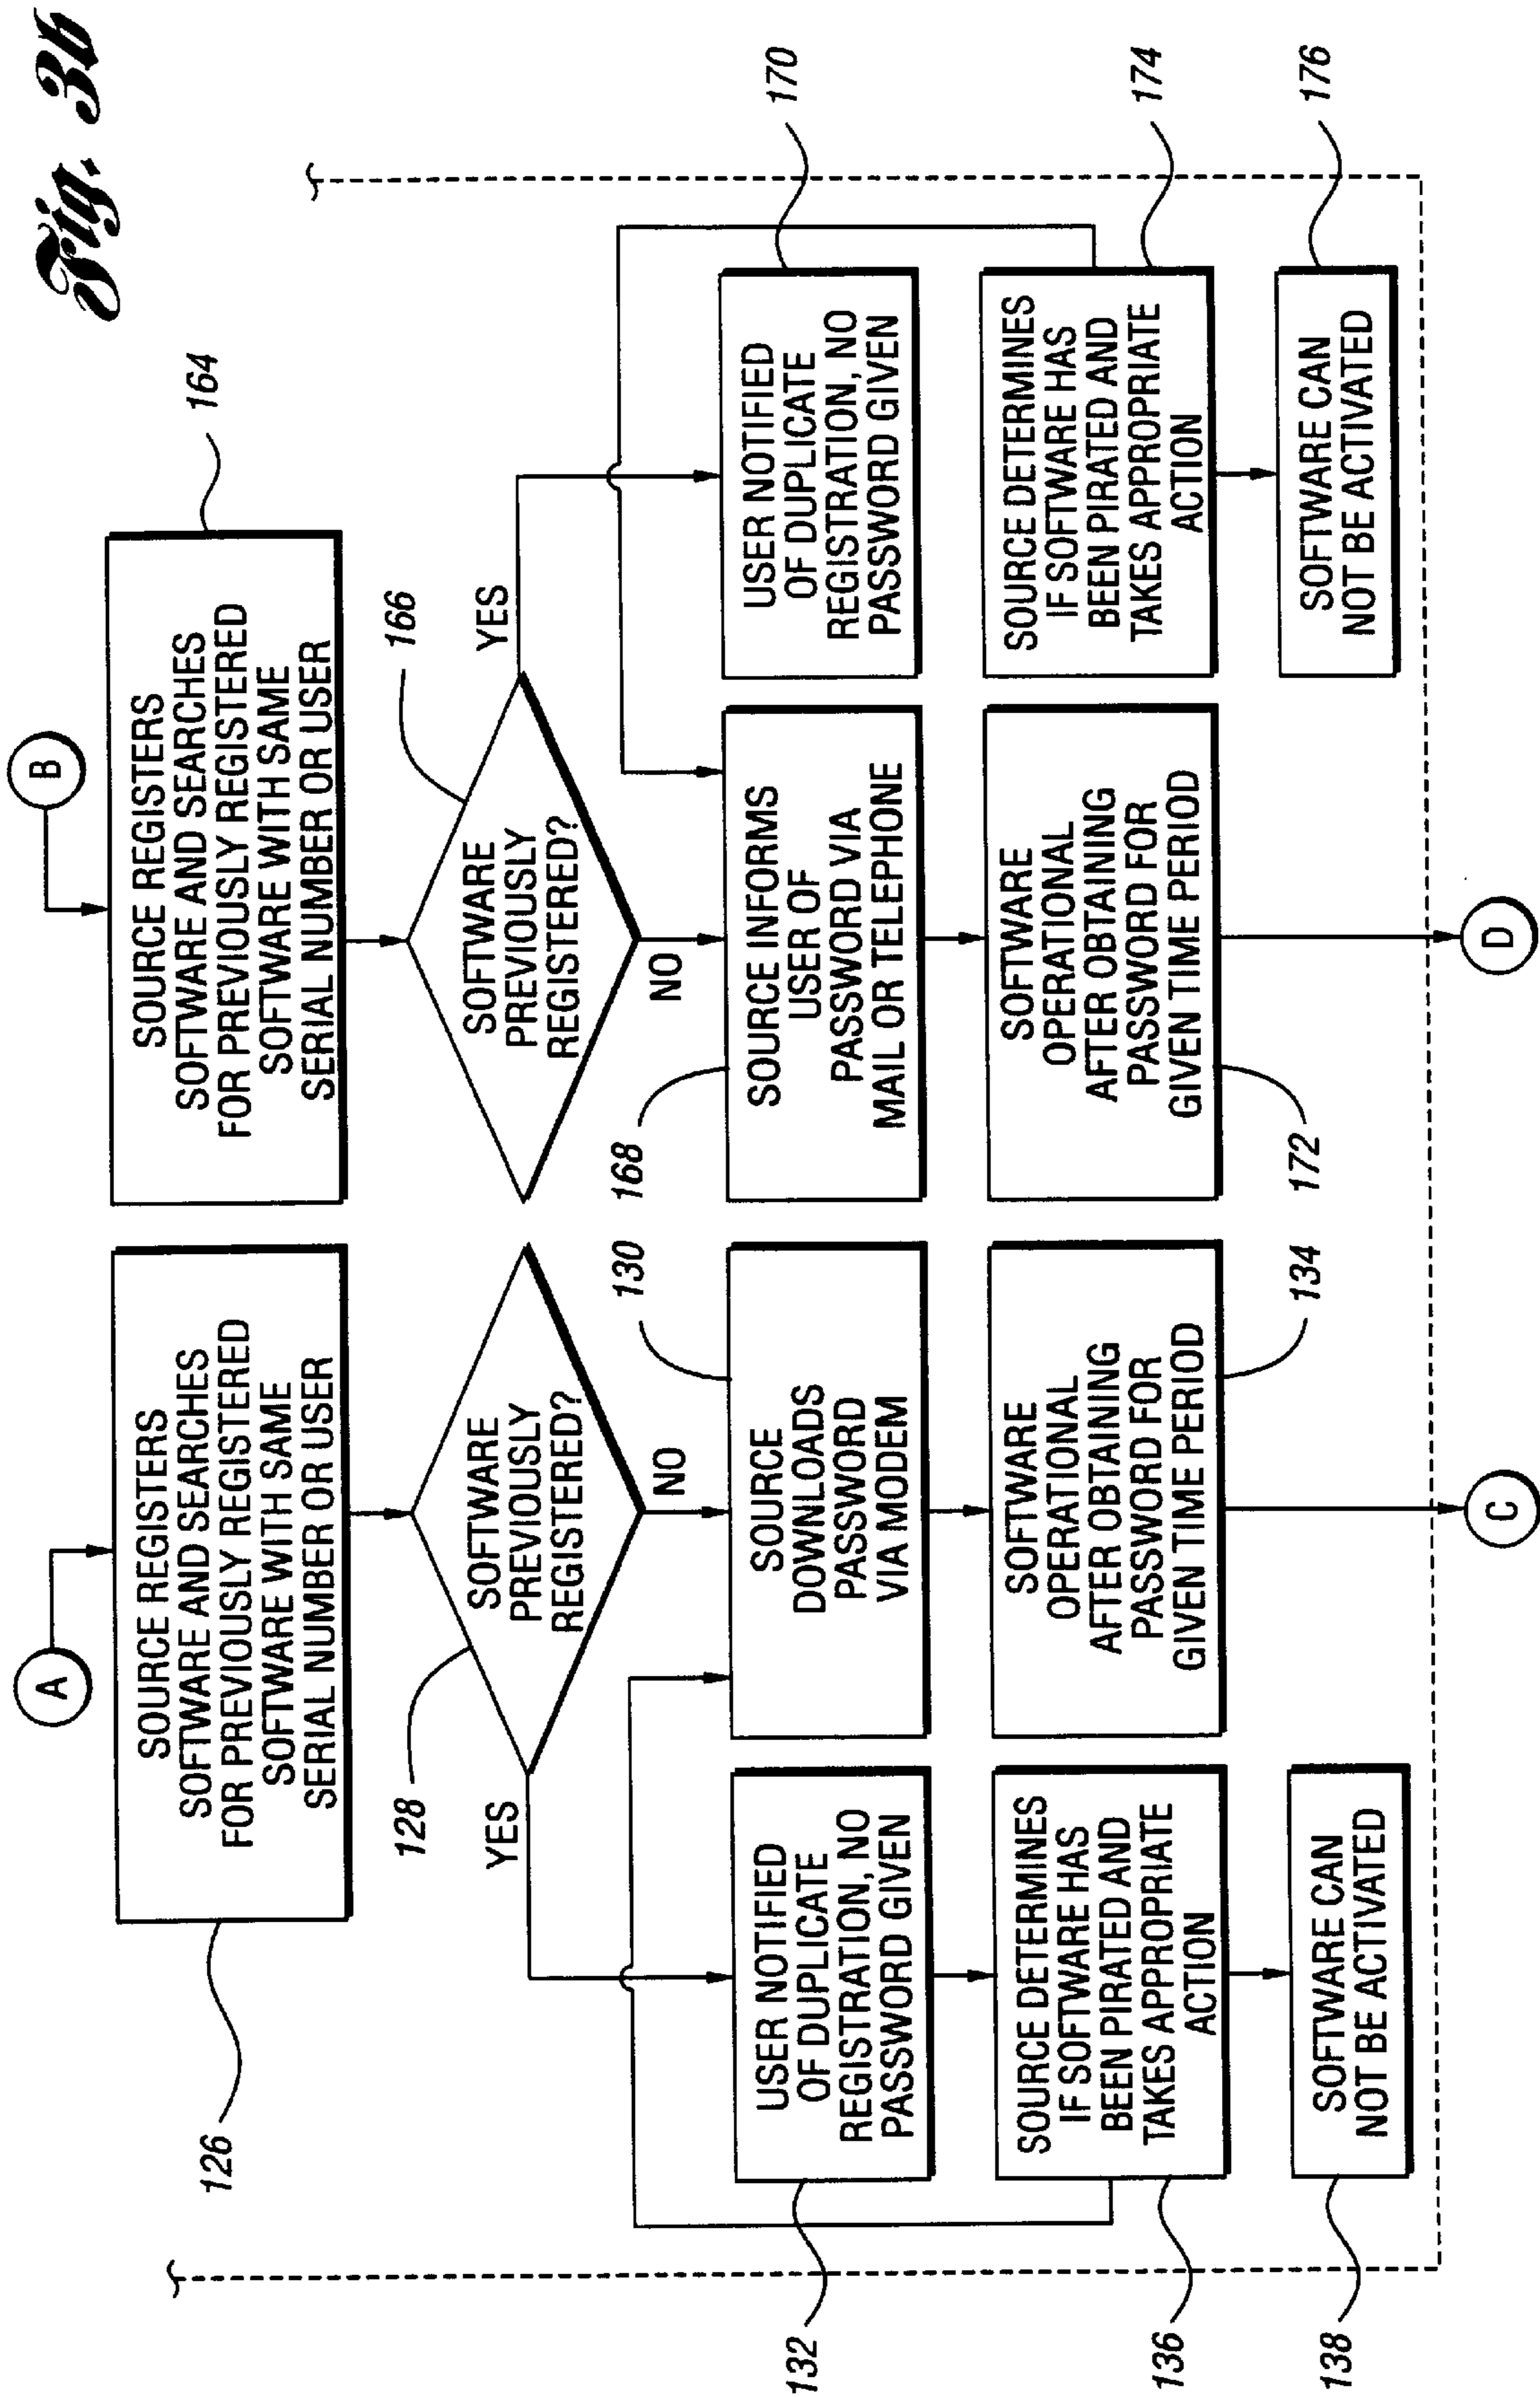 Fig. 3b
A
SOURCE REGISTERS
SOFTWARE AND SEARCHES
FOR PREVIOUSLY REGISTERED
SOFTWARE WITH SAME
SERIAL NUMBER OR USER
126
SOFTWARE
PREVIOUSLY
REGISTERED?
128
YES
NO
USER NOTIFIED
OF DUPLICATE
REGISTRATION, NO
PASSWORD GIVEN
132
SOURCE
DOWNLOADS
PASSWORD
VIA MODEM
130
SOURCE DETERMINES
IF SOFTWARE HAS
BEEN PIRATED AND
TAKES APPROPRIATE
ACTION
136
SOFTWARE
OPERATIONAL
AFTER OBTAINING
PASSWORD FOR
GIVEN TIME PERIOD
134
SOFTWARE CAN
NOT BE ACTIVATED
138
C
B
SOURCE REGISTERS
SOFTWARE AND SEARCHES
FOR PREVIOUSLY REGISTERED
SOFTWARE WITH SAME
SERIAL NUMBER OR USER
164
SOFTWARE
PREVIOUSLY
REGISTERED?
166
YES
NO
SOURCE INFORMS
USER OF
PASSWORD VIA
MAIL OR TELEPHONE
168
USER NOTIFIED
OF DUPLICATE
REGISTRATION, NO
PASSWORD GIVEN
170
SOFTWARE
OPERATIONAL
AFTER OBTAINING
PASSWORD FOR
GIVEN TIME PERIOD
172
SOURCE DETERMINES
IF SOFTWARE HAS
BEEN PIRATED AND
TAKES APPROPRIATE
ACTION
174
SOFTWARE CAN
NOT BE ACTIVATED
176
D